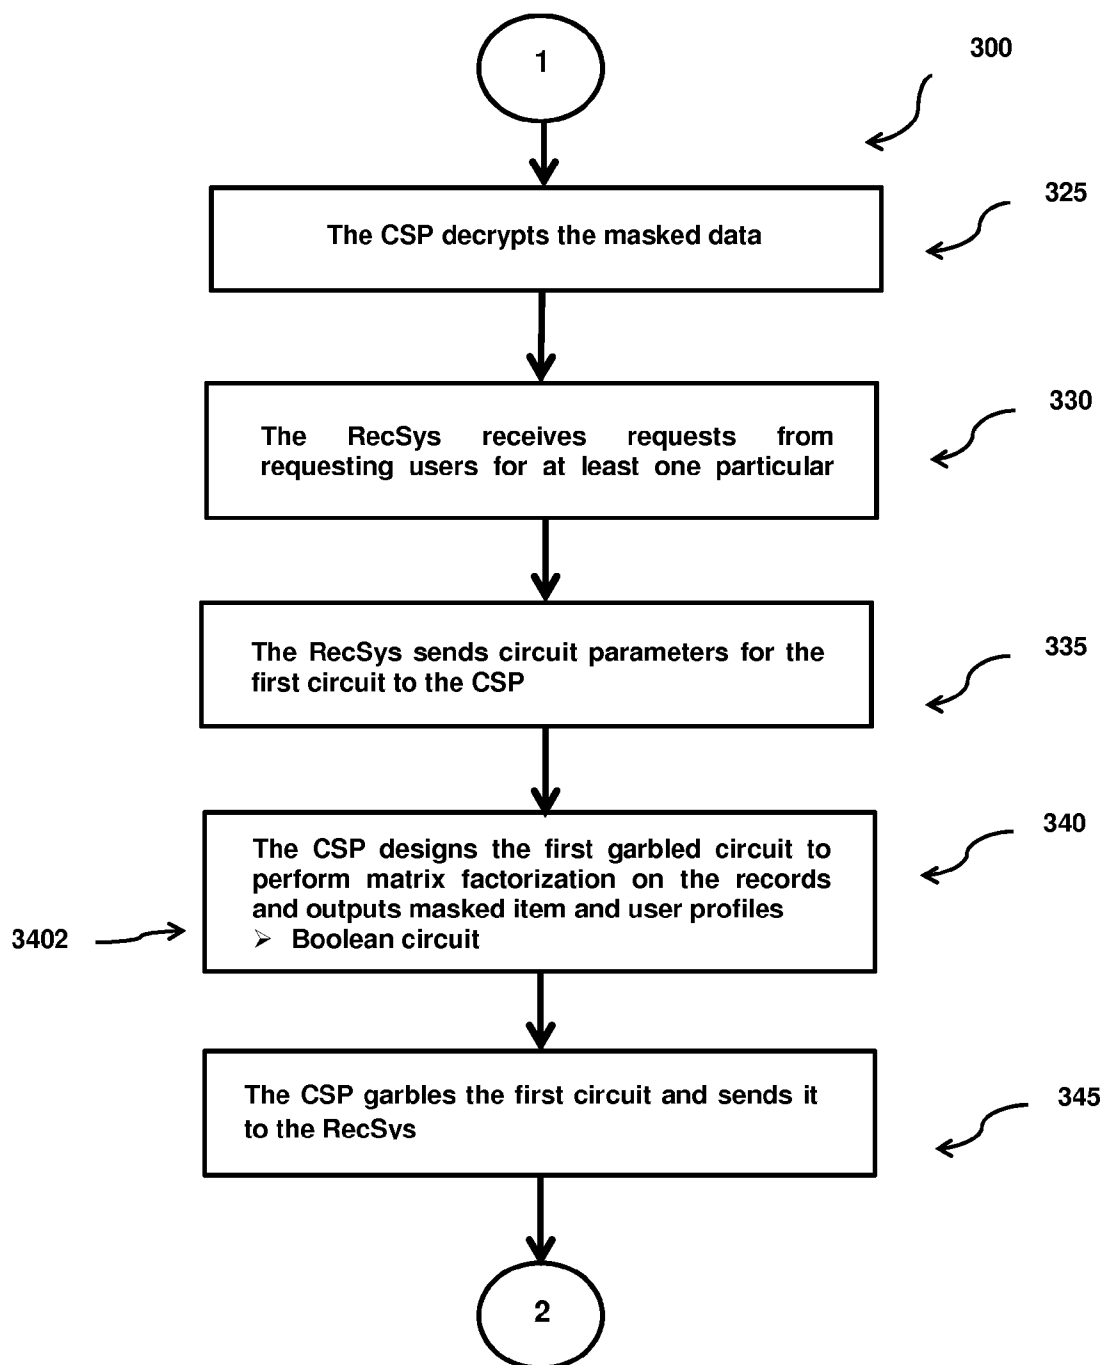 1
300
325
The CSP decrypts the masked data
330
The RecSys receives requests from
requesting users for at least one particular
335
The RecSys sends circuit parameters for the
first circuit to the CSP
340
The CSP designs the first garbled circuit to
perform matrix factorization on the records
and outputs masked item and user profiles
➢ Boolean circuit
3402
The CSP garbles the first circuit and sends it
to the RecSys
345
2